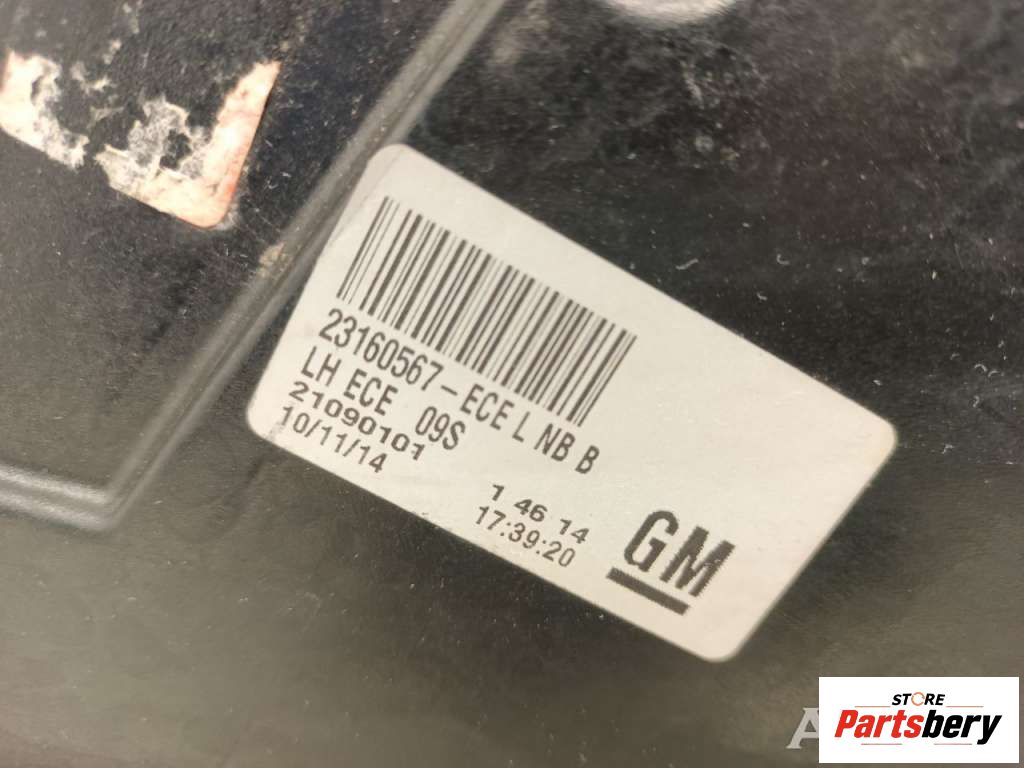 23160567-ECE L NB B
LH ECE 09S
21090101
10/11/14
1 46 14
17:39:20
GM
STORE
Partsbery